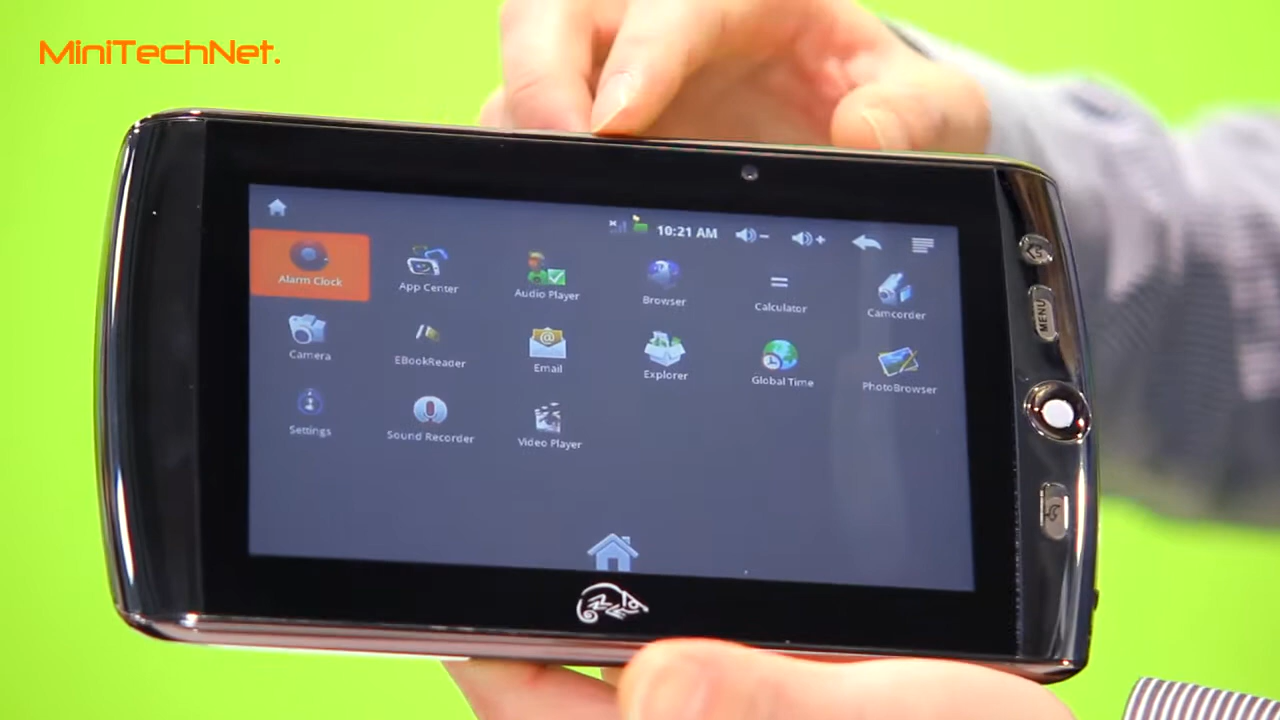 MiniTechNet.
10:21 AM
Alarm Clock
App Center
Audio Player
Browser
Calculator
Camcorder
Camera
EBookReader
Email
Explorer
Global Time
PhotoBrowser
Settings
Sound Recorder
Video Player
MENU